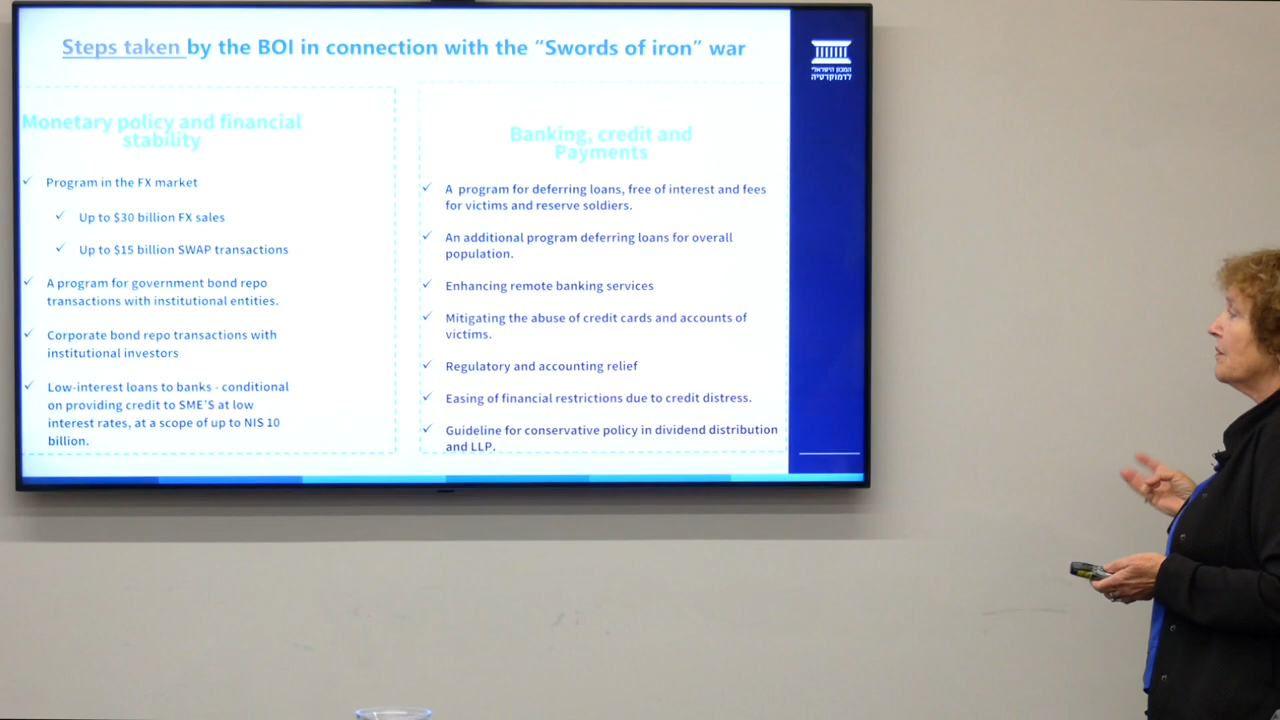 Steps taken by the BOI in connection with the “Swords of iron” war
המכון הישראלי
לדמוקרטיה
Monetary policy and financial
stability
Program in the FX market
Up to $30 billion FX sales
Up to $15 billion SWAP transactions
A program for government bond repo
transactions with institutional entities.
Corporate bond repo transactions with
institutional investors
Low-interest loans to banks - conditional
on providing credit to SME’S at low
interest rates, at a scope of up to NIS 10
billion.
Banking, credit and
Payments
A program for deferring loans, free of interest and fees
for victims and reserve soldiers.
An additional program deferring loans for overall
population.
Enhancing remote banking services
Mitigating the abuse of credit cards and accounts of
victims.
Regulatory and accounting relief
Easing of financial restrictions due to credit distress.
Guideline for conservative policy in dividend distribution
and LLP.